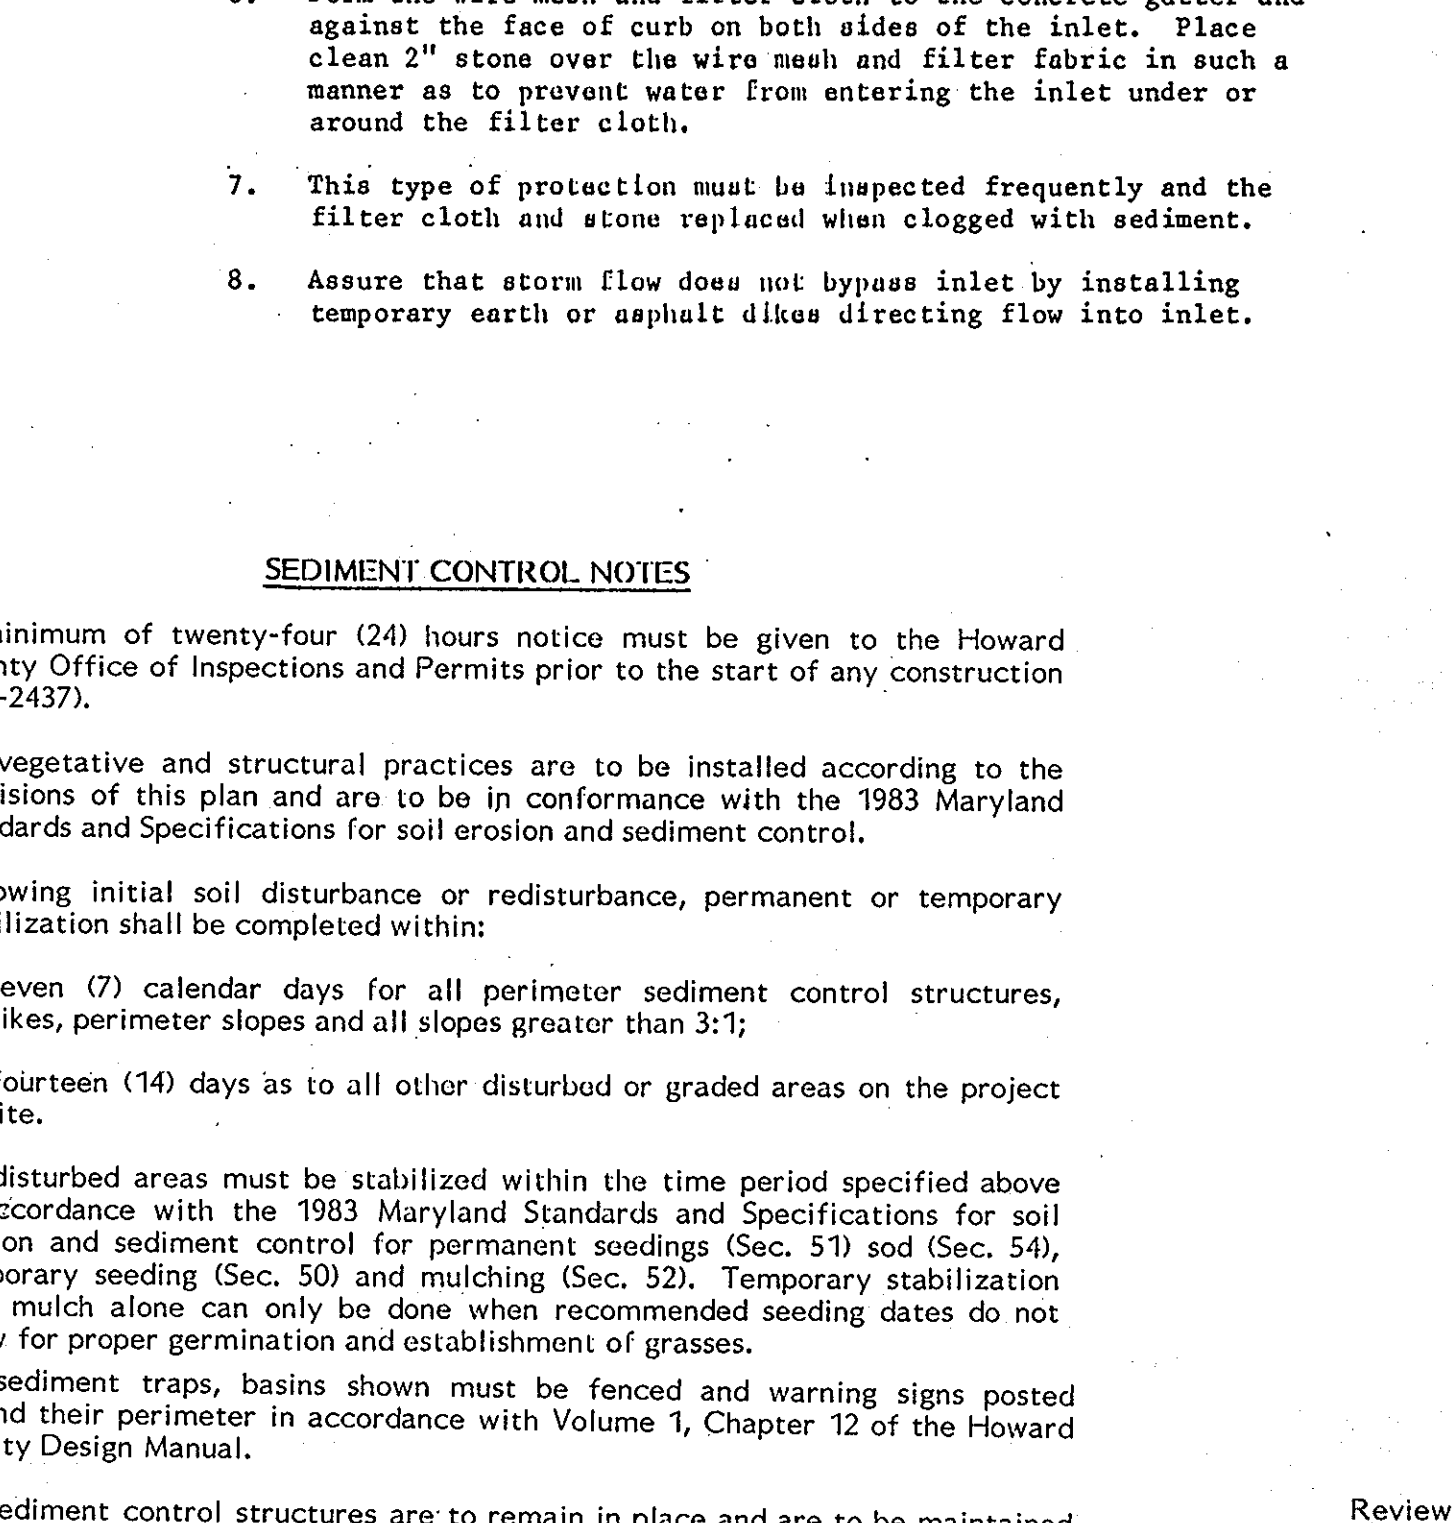 against the face of curb on both sides of the inlet. Place
clean 2" stone over the wire mesh and filter fabric in such a
manner as to prevent water from entering the inlet under or
around the filter cloth.
7. This type of protection must be inspected frequently and the
filter cloth and stone replaced when clogged with sediment.
8. Assure that storm flow does not bypass inlet by installing
temporary earth or asphalt dikes directing flow into inlet.
SEDIMENT CONTROL NOTES
inimum of twenty-four (24) hours notice must be given to the Howard
nty Office of Inspections and Permits prior to the start of any construction
-2437).
vegetative and structural practices are to be installed according to the
isions of this plan and are to be in conformance with the 1983 Maryland
dards and Specifications for soil erosion and sediment control.
owing initial soil disturbance or redisturbance, permanent or temporary
ilization shall be completed within:
even (7) calendar days for all perimeter sediment control structures,
ikes, perimeter slopes and all slopes greater than 3:1;
ourteen (14) days as to all other disturbed or graded areas on the project
ite.
disturbed areas must be stabilized within the time period specified above
ccordance with the 1983 Maryland Standards and Specifications for soil
on and sediment control for permanent seedings (Sec. 51) sod (Sec. 54),
porary seeding (Sec. 50) and mulching (Sec. 52). Temporary stabilization
mulch alone can only be done when recommended seeding dates do not
for proper germination and establishment of grasses.
sediment traps, basins shown must be fenced and warning signs posted
nd their perimeter in accordance with Volume 1, Chapter 12 of the Howard
ty Design Manual.
ediment control structures are to remain in place and are to be maintained
Review